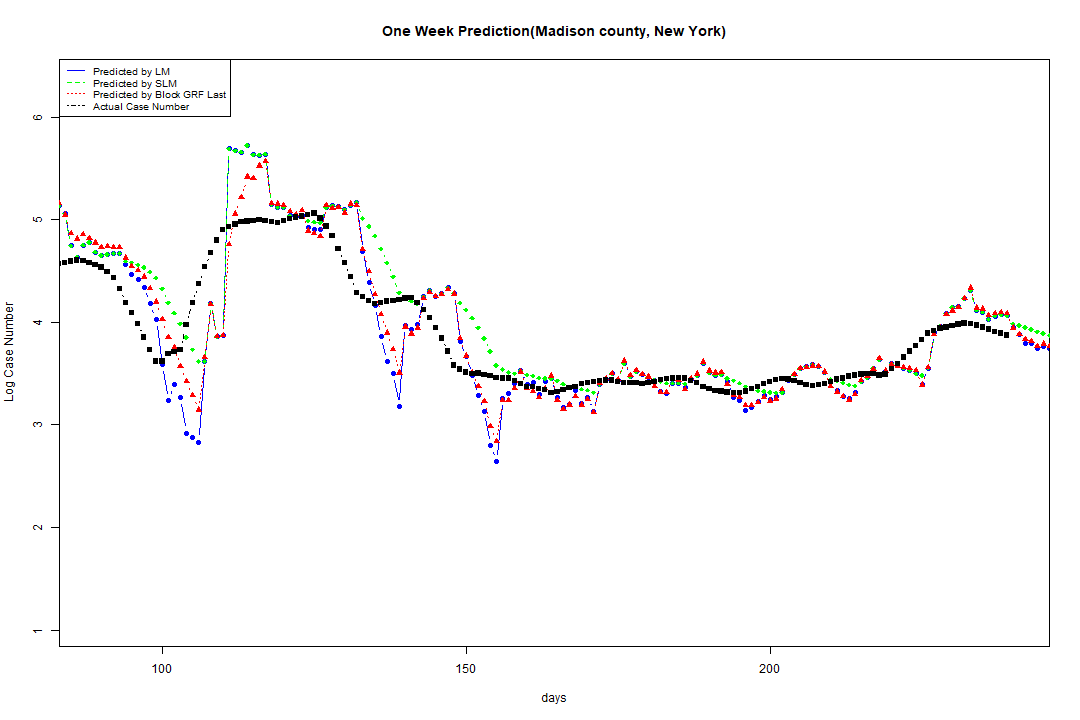 One Week Prediction(Madison county, New York)
Predicted by LM
Predicted by SLM
Predicted by Block GRF Last
Actual Case Number
6
5
4
3
2
1
Log Case Number
100
150
200
days